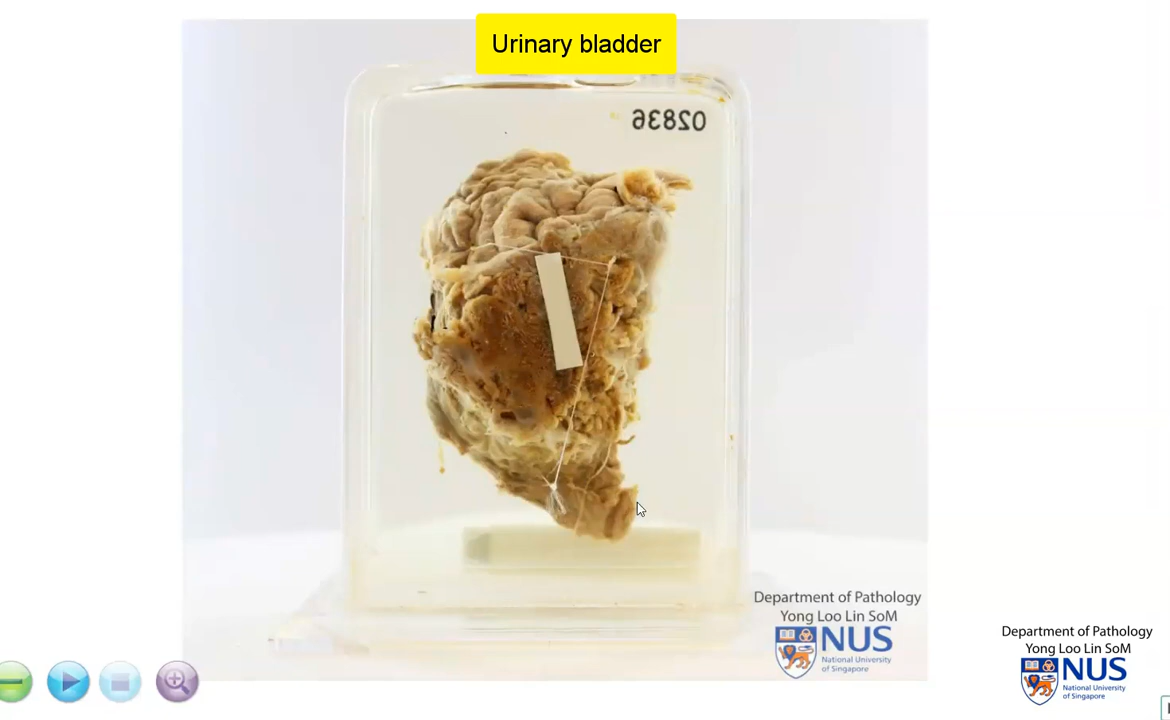 Urinary bladder
02836
Department of Pathology
Yong Loo Lin SoM
NUS
National University
of Singapore
Department of Pathology
Yong Loo Lin SoM
NUS
National University
of Singapore